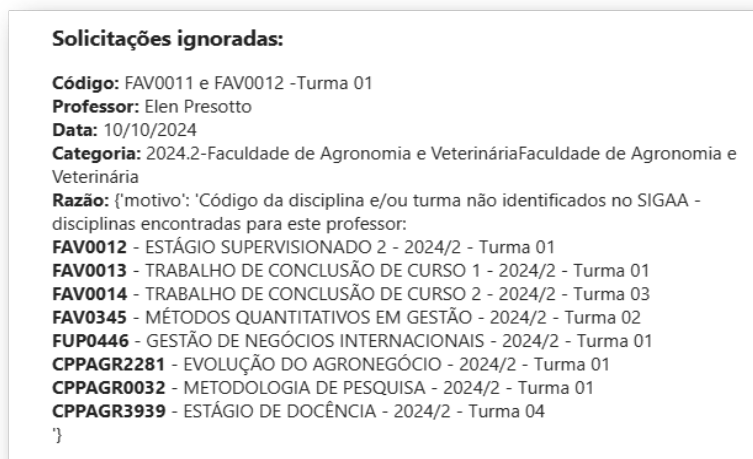 Solicitações ignoradas:
Código: FAV0011 e FAV0012 -Turma 01
Professor: Elen Presotto
Data: 10/10/2024
Categoria: 2024.2-Faculdade de Agronomia e VeterináriaFaculdade de Agronomia e
Veterinária
Razão: {'motivo': 'Código da disciplina e/ou turma não identificados no SIGAA -
disciplinas encontradas para este professor:
FAV0012 - ESTÁGIO SUPERVISIONADO 2 - 2024/2 - Turma 01
FAV0013 - TRABALHO DE CONCLUSÃO DE CURSO 1 - 2024/2 - Turma 01
FAV0014 - TRABALHO DE CONCLUSÃO DE CURSO 2 - 2024/2 - Turma 03
FAV0345 - MÉTODOS QUANTITATIVOS EM GESTÃO - 2024/2 - Turma 02
FUP0446 - GESTÃO DE NEGÓCIOS INTERNACIONAIS - 2024/2 - Turma 01
CPPAGR2281 - EVOLUÇÃO DO AGRONEGÓCIO - 2024/2 - Turma 01
CPPAGR0032 - METODOLOGIA DE PESQUISA - 2024/2 - Turma 01
CPPAGR3939 - ESTÁGIO DE DOCÊNCIA - 2024/2 - Turma 04
'}